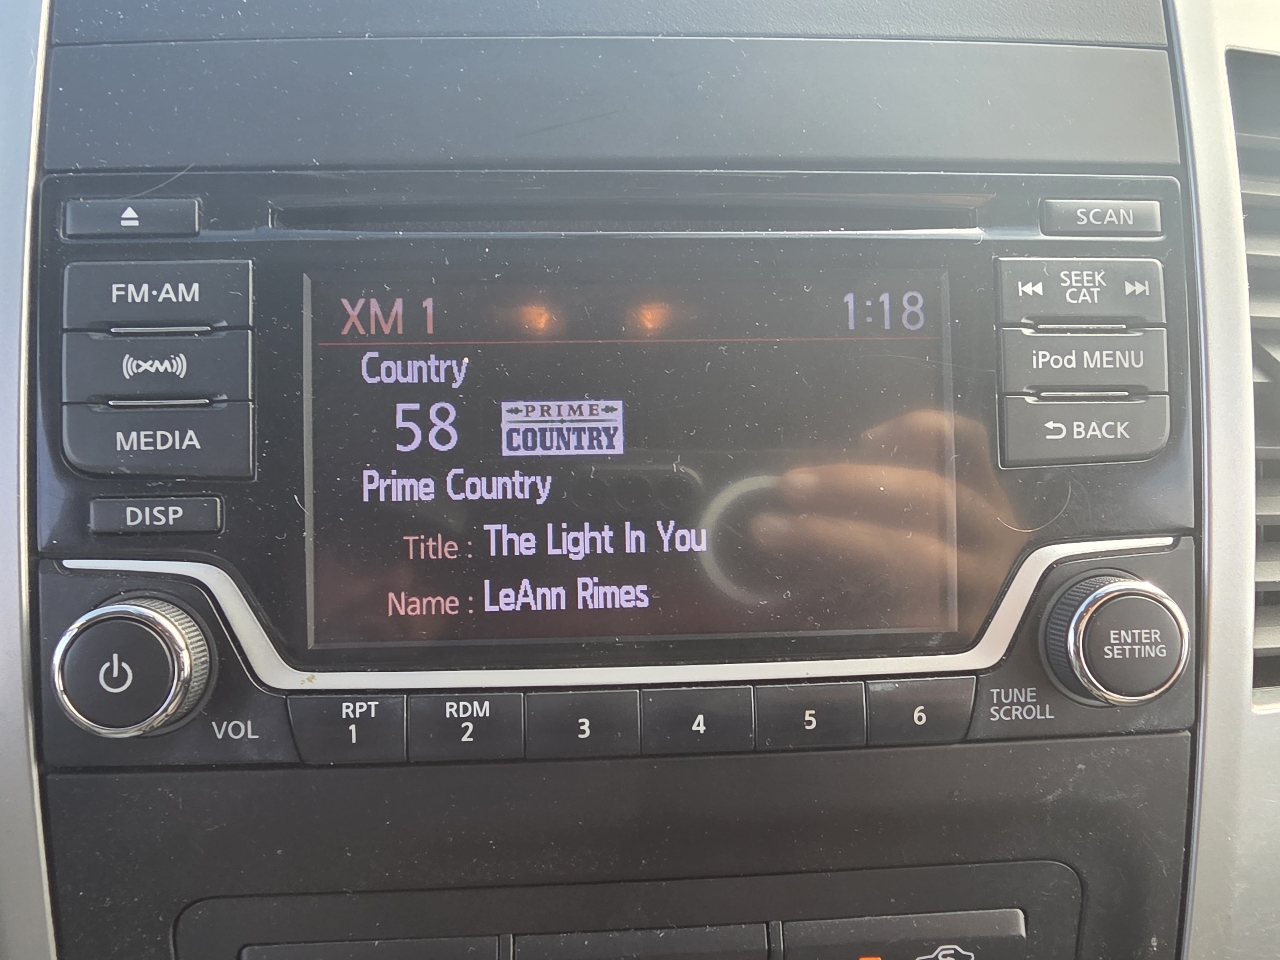 SCAN
FM·AM
XM 1
1:18
SEEK
CAT
Country
((XM))
iPod MENU
58
PRIME
COUNTRY
MEDIA
BACK
Prime Country
DISP
Title : The Light In You
Name : LeAnn Rimes
ENTER
SETTING
VOL
RPT
1
RDM
2
3
4
5
6
TUNE
SCROLL